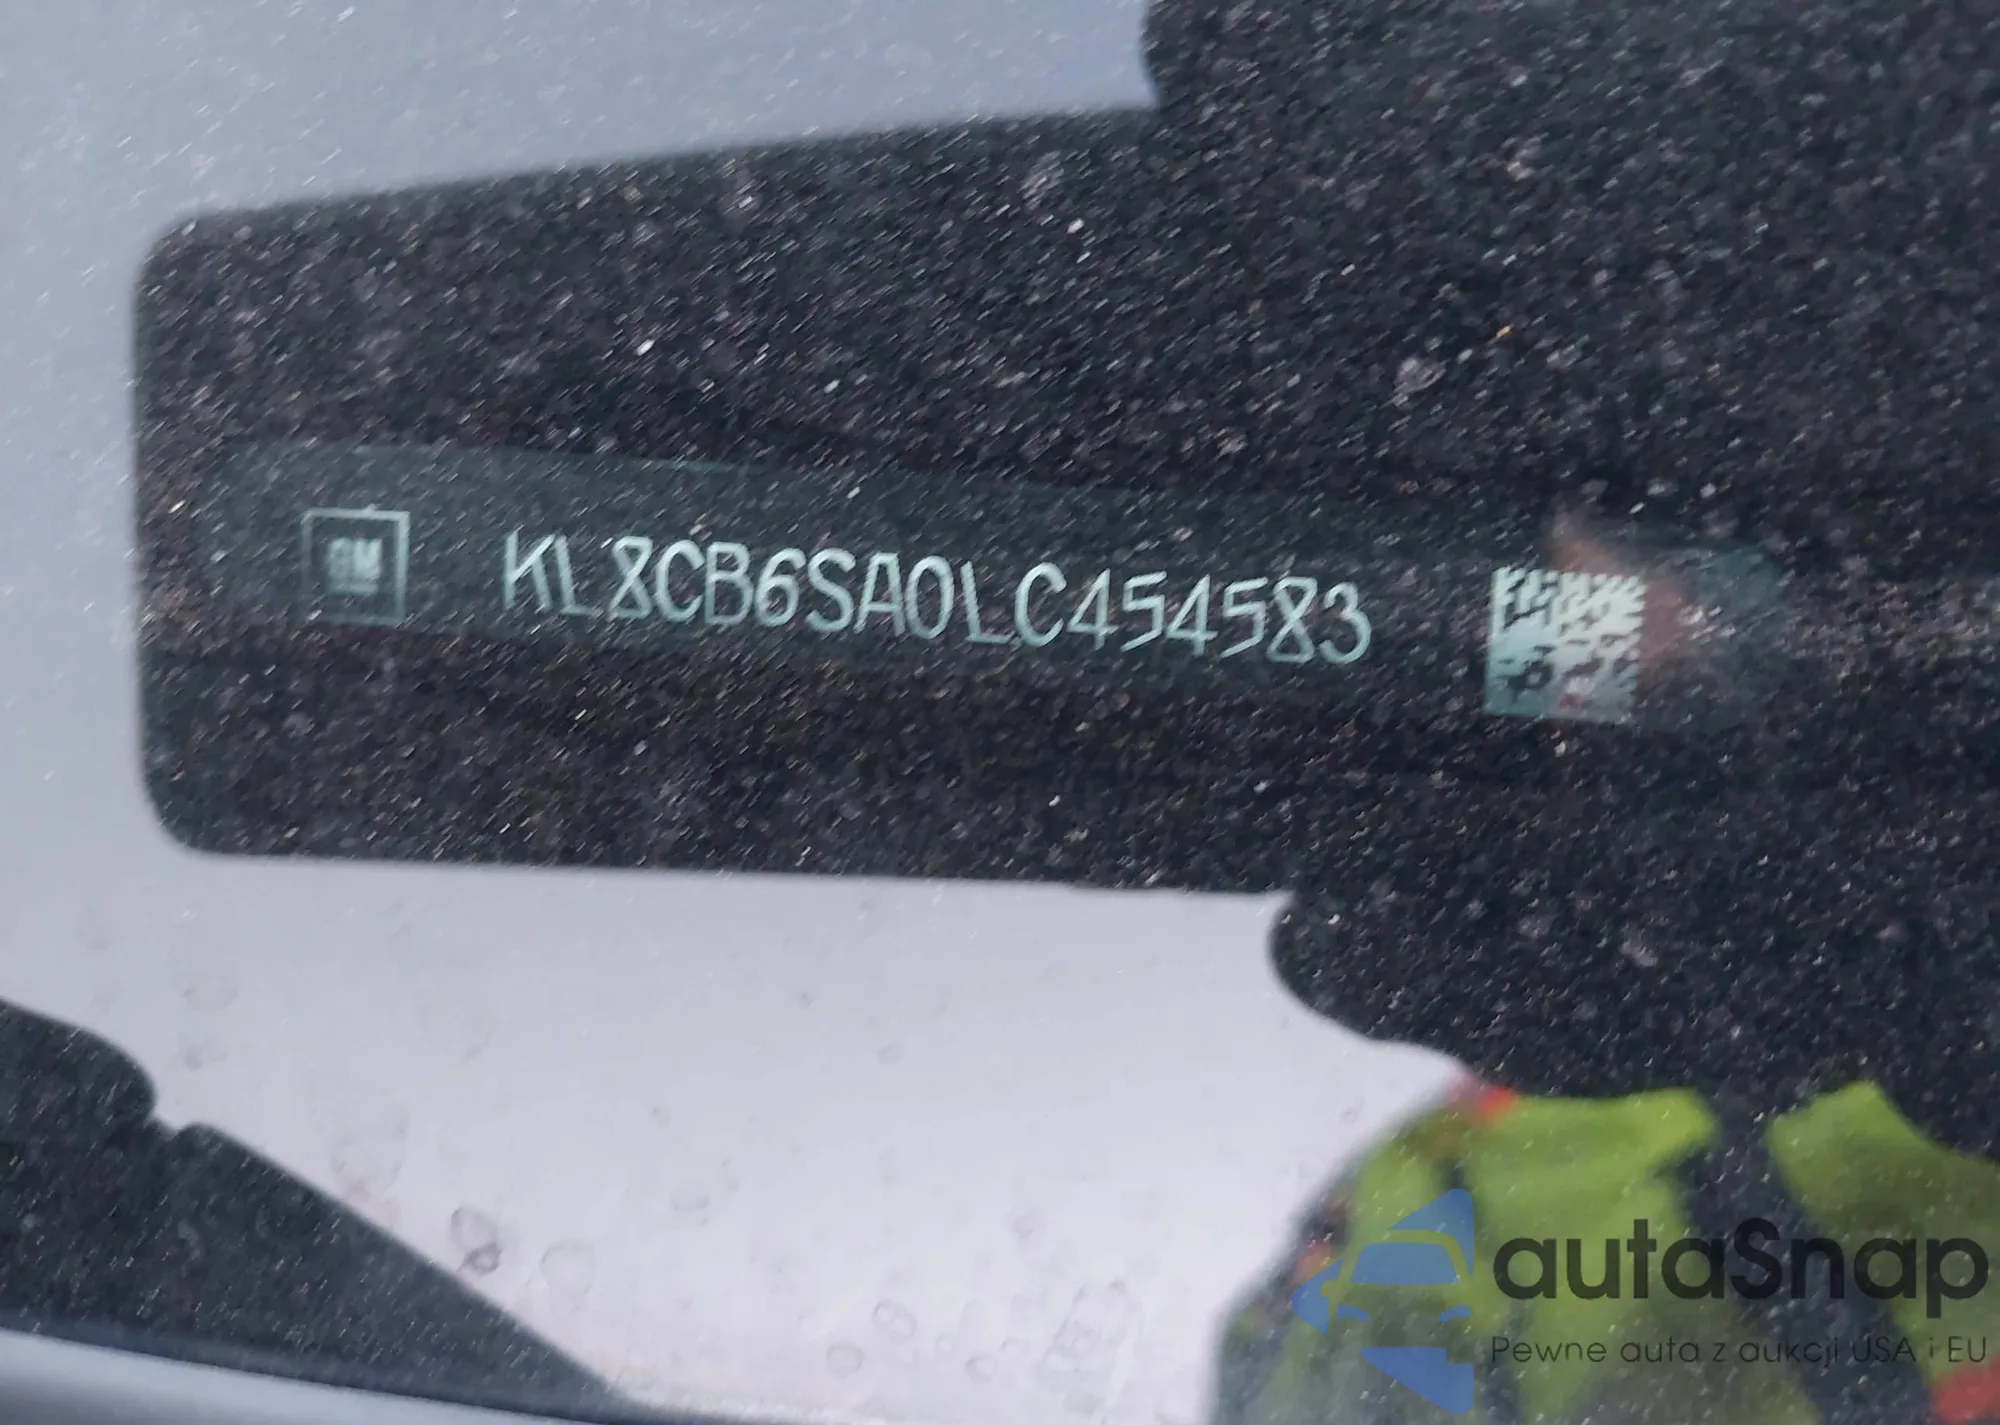 GM KL8CB6SA0LC454583
autaSnap
Pewne auta z aukcji USA i EU